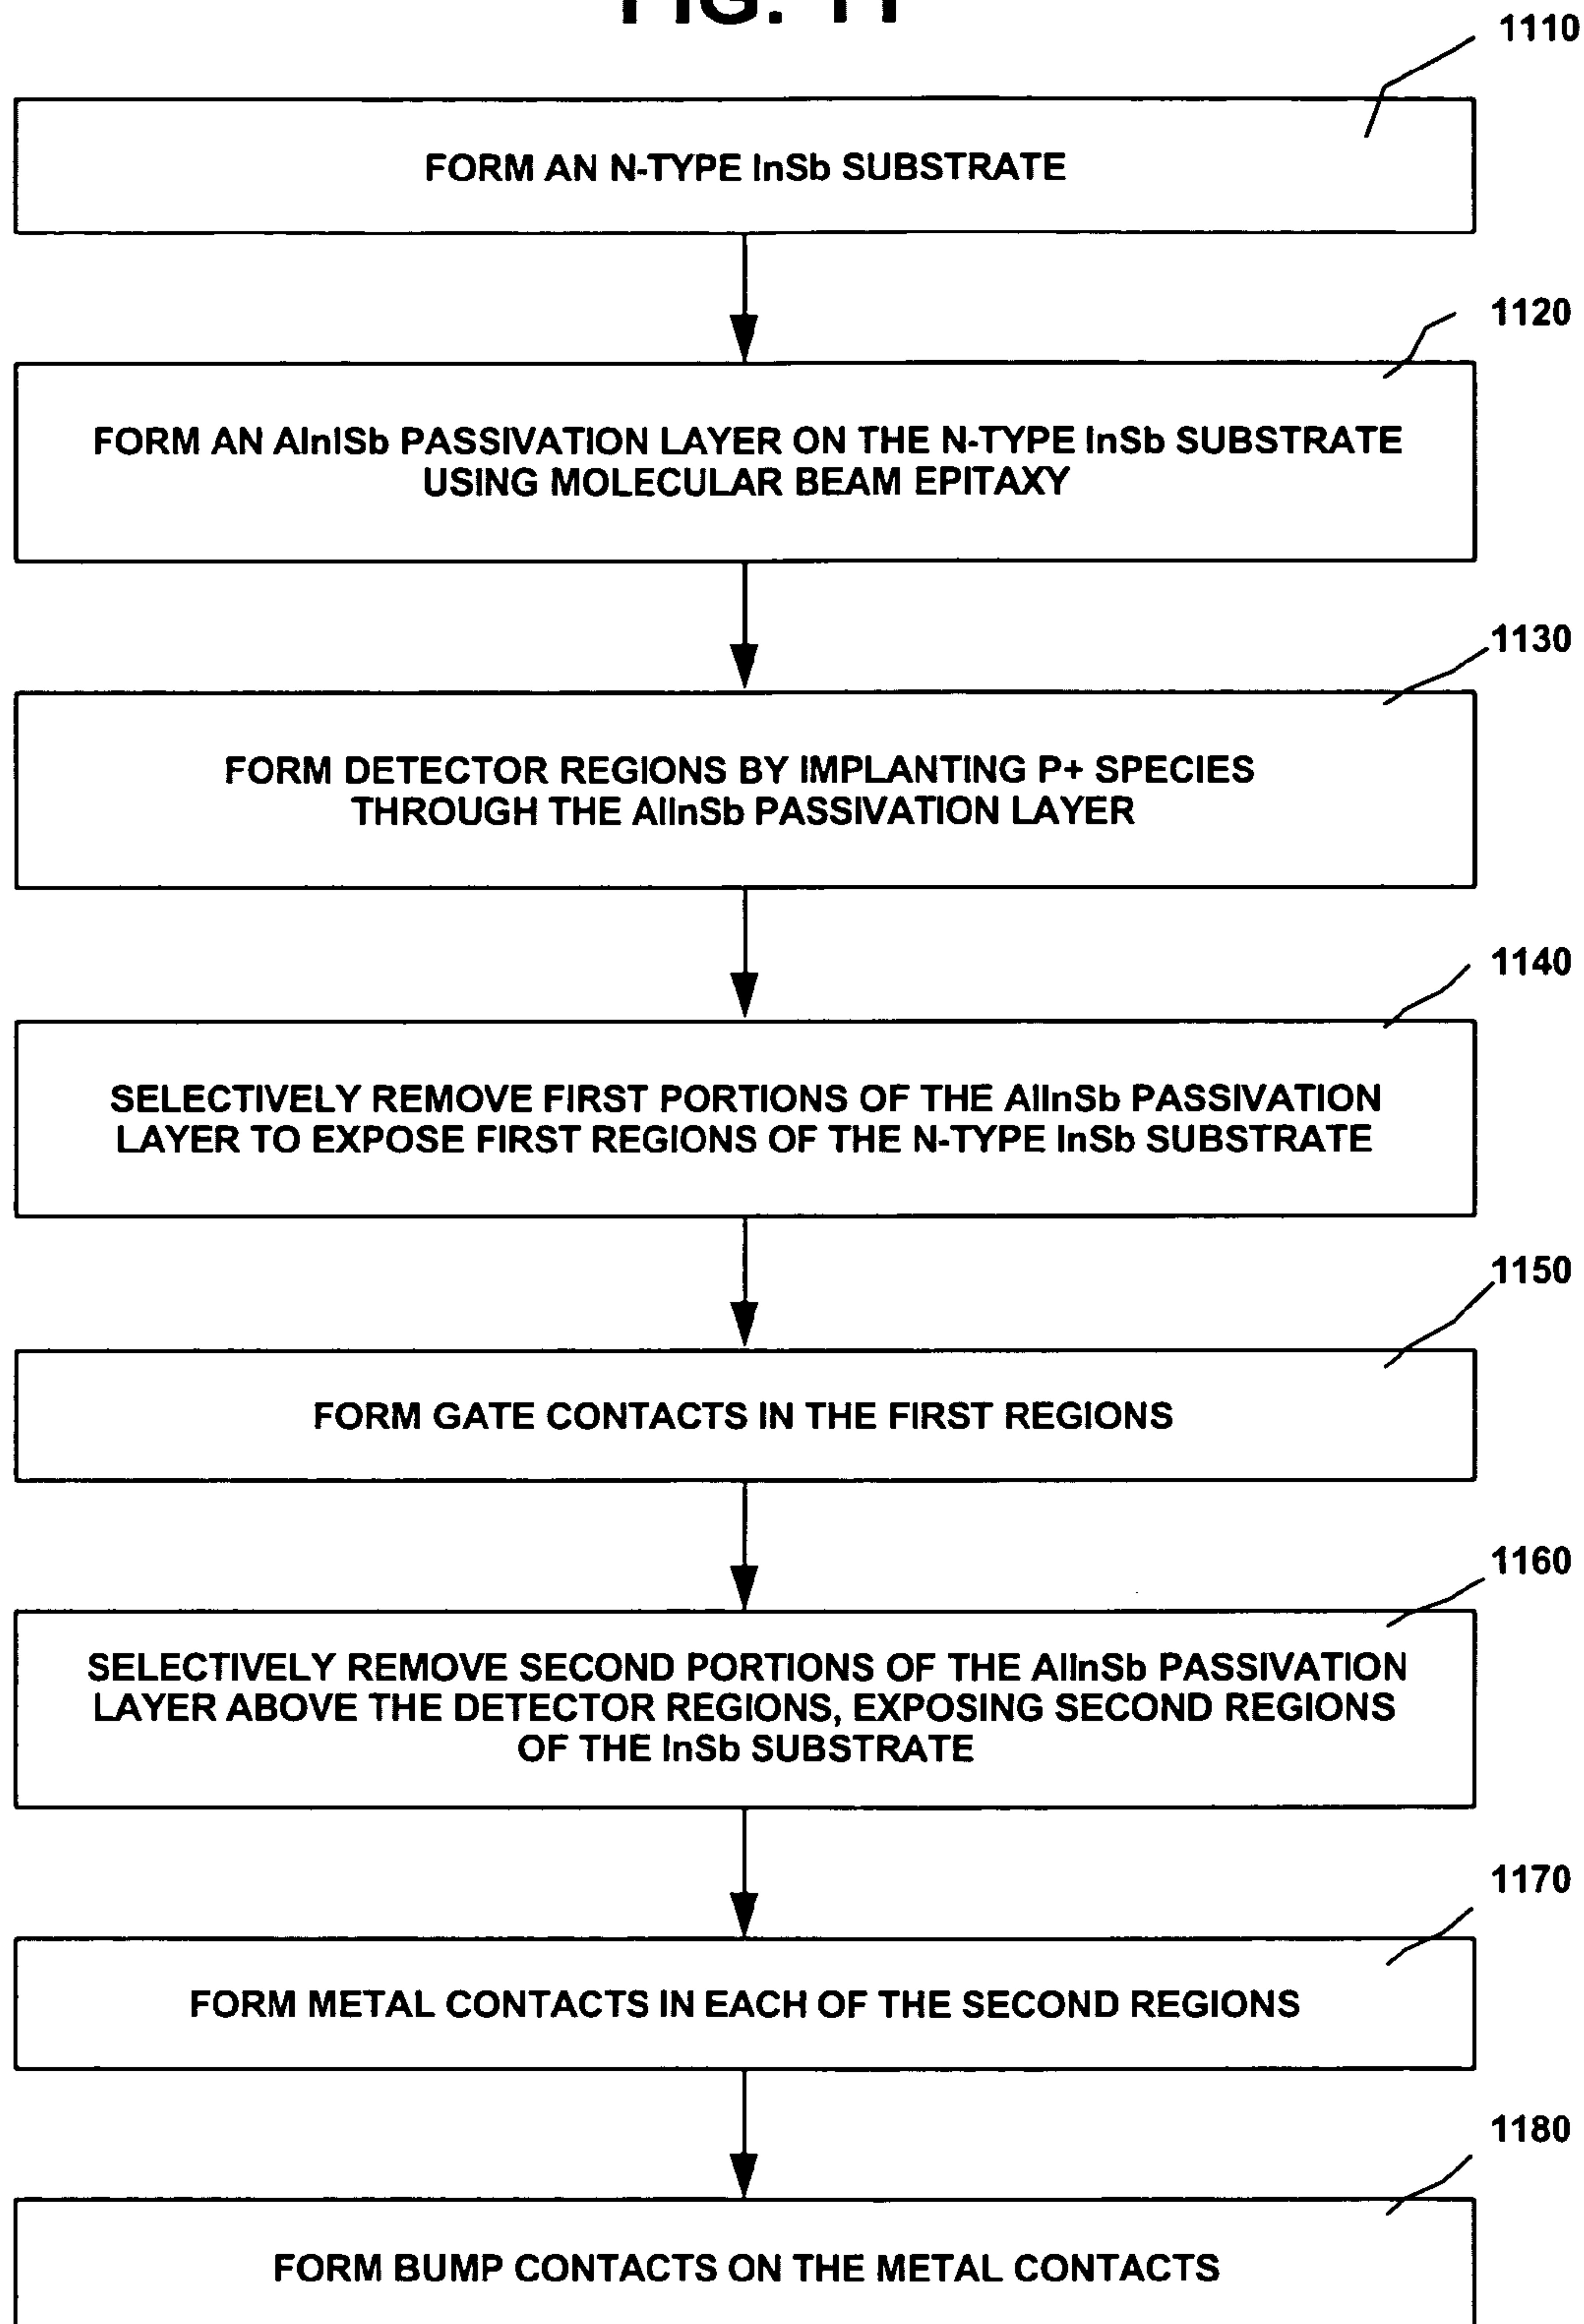 FIG. 11
1110
FORM AN N-TYPE InSb SUBSTRATE
1120
FORM AN AlnISb PASSIVATION LAYER ON THE N-TYPE InSb SUBSTRATE
USING MOLECULAR BEAM EPITAXY
1130
FORM DETECTOR REGIONS BY IMPLANTING P+ SPECIES
THROUGH THE AlInSb PASSIVATION LAYER
1140
SELECTIVELY REMOVE FIRST PORTIONS OF THE AlInSb PASSIVATION
LAYER TO EXPOSE FIRST REGIONS OF THE N-TYPE InSb SUBSTRATE
1150
FORM GATE CONTACTS IN THE FIRST REGIONS
1160
SELECTIVELY REMOVE SECOND PORTIONS OF THE AlInSb PASSIVATION
LAYER ABOVE THE DETECTOR REGIONS, EXPOSING SECOND REGIONS
OF THE InSb SUBSTRATE
1170
FORM METAL CONTACTS IN EACH OF THE SECOND REGIONS
1180
FORM BUMP CONTACTS ON THE METAL CONTACTS